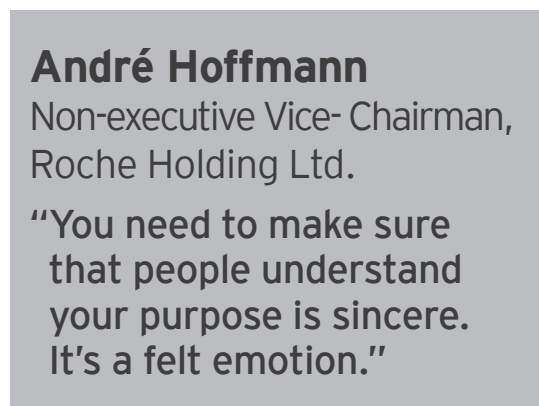 André Hoffmann
Non-executive Vice- Chairman,
Roche Holding Ltd.
“You need to make sure
that people understand
your purpose is sincere.
It’s a felt emotion.”